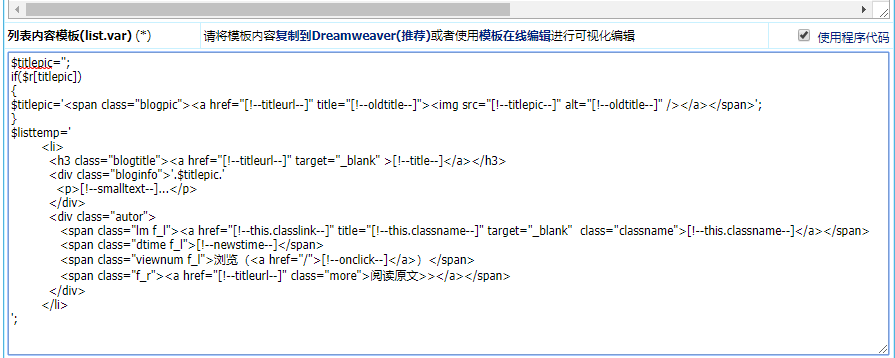 列表内容模板(list.var) (*)
请将模板内容复制到Dreamweaver(推荐)或者使用模板在线编辑进行可视化编辑
使用程序代码
$titlepic='';
if($r[titlepic])
{
$titlepic='<span class="blogpic"><a href="[!--titleurl--]" title="[!--oldtitle--]"><img src="[!--titlepic--]" alt="[!--oldtitle--]" /></a></span>';
}
$listtemp='
<li>
<h3 class="blogtitle"><a href="[!--titleurl--]" target="_blank" >[!--title--]</a></h3>
<div class="bloginfo">'.$titlepic.'
<p>[!--smalltext--]...</p>
</div>
<div class="autor">
<span class="lm f_l"><a href="[!--this.classlink--]" title="[!--this.classname--]" target="_blank"  class="classname">[!--this.classname--]</a></span>
<span class="dtime f_l">[!--newstime--]</span>
<span class="viewnum f_l">浏览（<a href="/">[!--onclick--]</a>）</span>
<span class="f_r"><a href="[!--titleurl--]" class="more">阅读原文>></a></span>
</div>
</li>
';